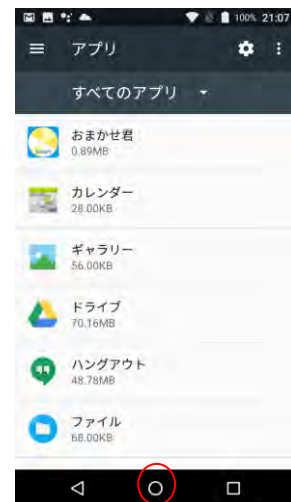 100% 21:07
アプリ
すべてのアプリ
おまかせ君
0.89MB
カレンダー
28.00KB
ギャラリー
56.00KB
ドライブ
70.16MB
ハングアウト
48.78MB
ファイル
68.00KB